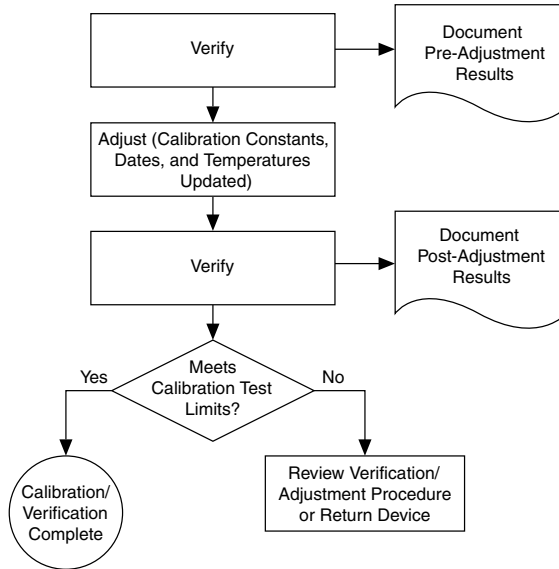 Verify
Document
Pre-Adjustment
Results
Adjust (Calibration Constants,
Dates, and Temperatures
Updated)
Verify
Document
Post-Adjustment
Results
Meets
Calibration Test
Limits?
Yes
No
Calibration/
Verification
Complete
Review Verification/
Adjustment Procedure
or Return Device